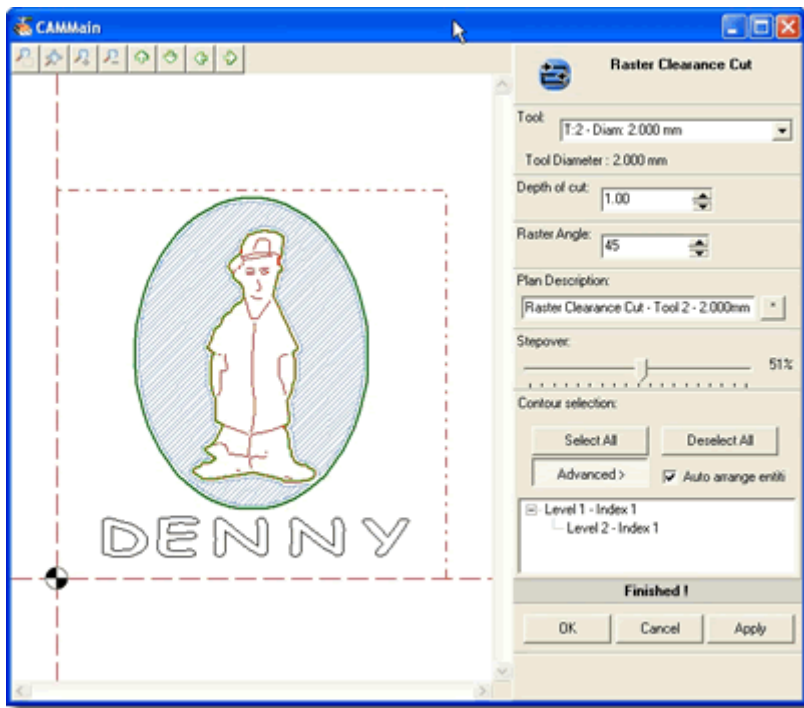 CAMMain
Raster Clearance Cut
Tool:
T:2 - Diam: 2.000 mm
Tool Diameter : 2.000 mm
Depth of cut:
1.00
Raster Angle:
45
Plan Description:
Raster Clearance Cut - Tool 2 - 2.000mm
*
Stepover:
51%
Contour selection:
Select All
Deselect All
Advanced >
Auto arrange entiti
Level 1 - Index 1
Level 2 - Index 1
DENNY
Finished !
OK
Cancel
Apply